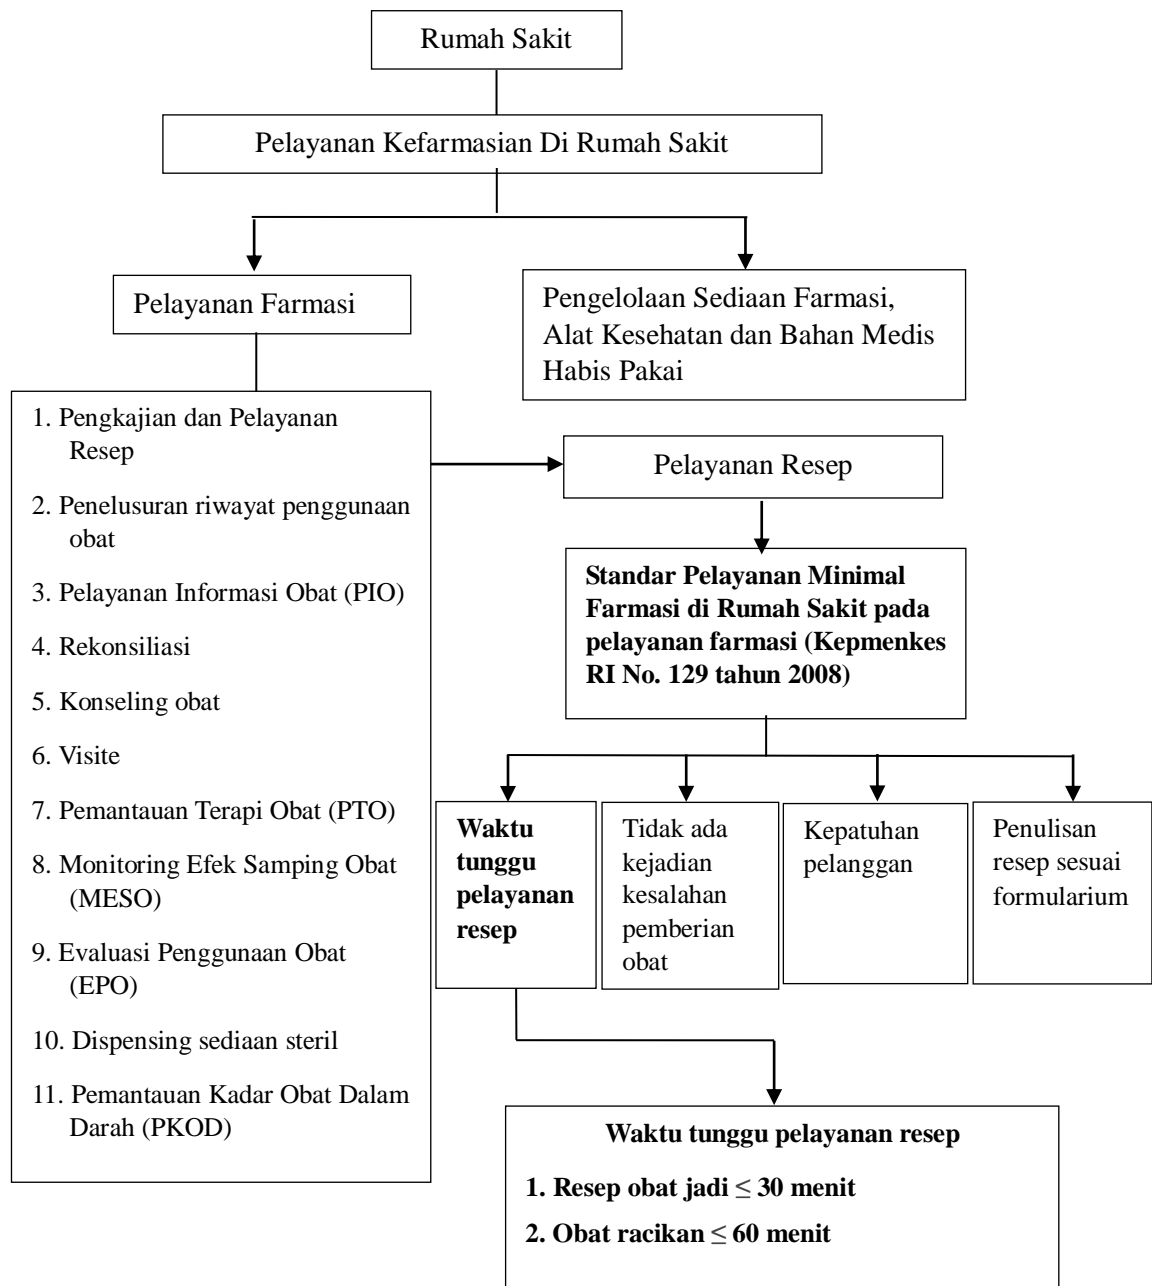 Rumah Sakit
Pelayanan Kefarmasian Di Rumah Sakit
Pelayanan Farmasi
Pengelolaan Sediaan Farmasi,
Alat Kesehatan dan Bahan Medis
Habis Pakai
1. Pengkajian dan Pelayanan
Resep
2. Penelusuran riwayat penggunaan
obat
3. Pelayanan Informasi Obat (PIO)
4. Rekonsiliasi
5. Konseling obat
6. Visite
7. Pemantauan Terapi Obat (PTO)
8. Monitoring Efek Samping Obat
(MESO)
9. Evaluasi Penggunaan Obat
(EPO)
10. Dispensing sediaan steril
11. Pemantauan Kadar Obat Dalam
Darah (PKOD)
Pelayanan Resep
Standar Pelayanan Minimal
Farmasi di Rumah Sakit pada
pelayanan farmasi (Kepmenkes
RI No. 129 tahun 2008)
Waktu
tunggu
pelayanan
resep
Tidak ada
kejadian
kesalahan
pemberian
obat
Kepatuhan
pelanggan
Penulisan
resep sesuai
formularium
Waktu tunggu pelayanan resep
1. Resep obat jadi ≤ 30 menit
2. Obat racikan ≤ 60 menit